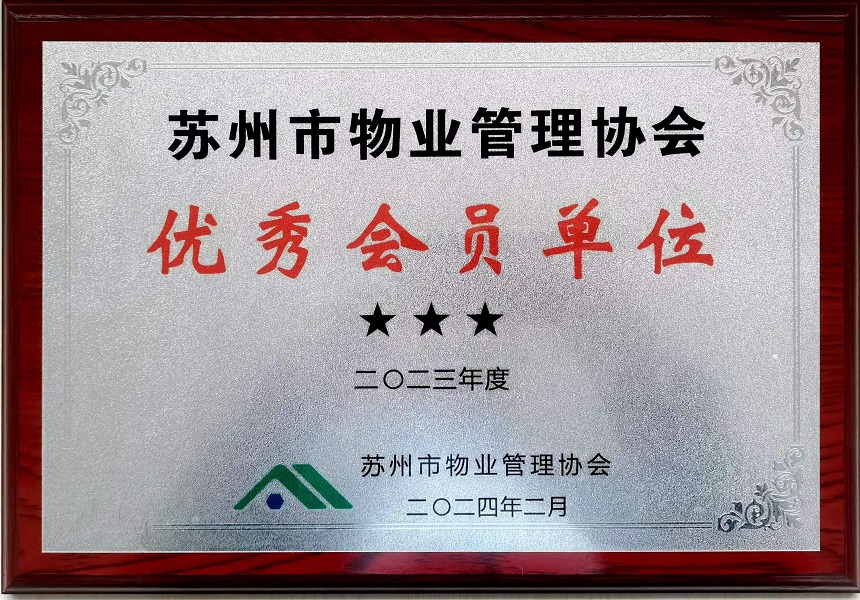 苏州市物业管理协会
优秀会员单位
★★★
二〇二三年度
苏州市物业管理协会
二〇二四年二月